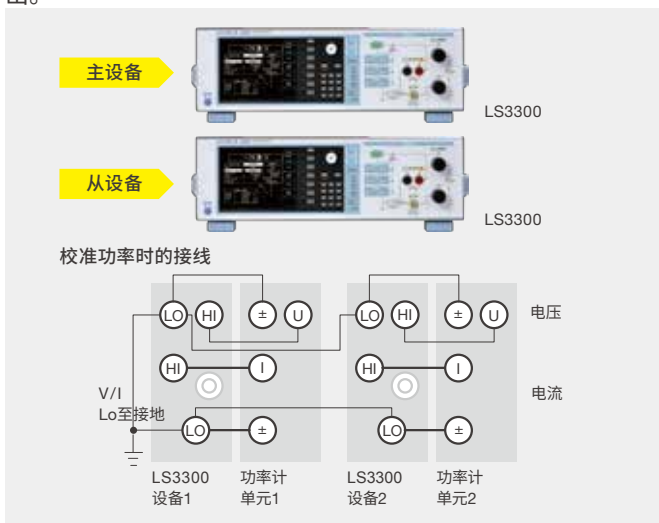 出。
主设备
LS3300
从设备
LS3300
校准功率时的接线
LO HI ± U LO HI ± U 电压
HI I HI I 电流
V/I
Lo至接地
LO ± LO ±
LS3300 功率计 LS3300 功率计
设备1 单元1 设备2 单元2